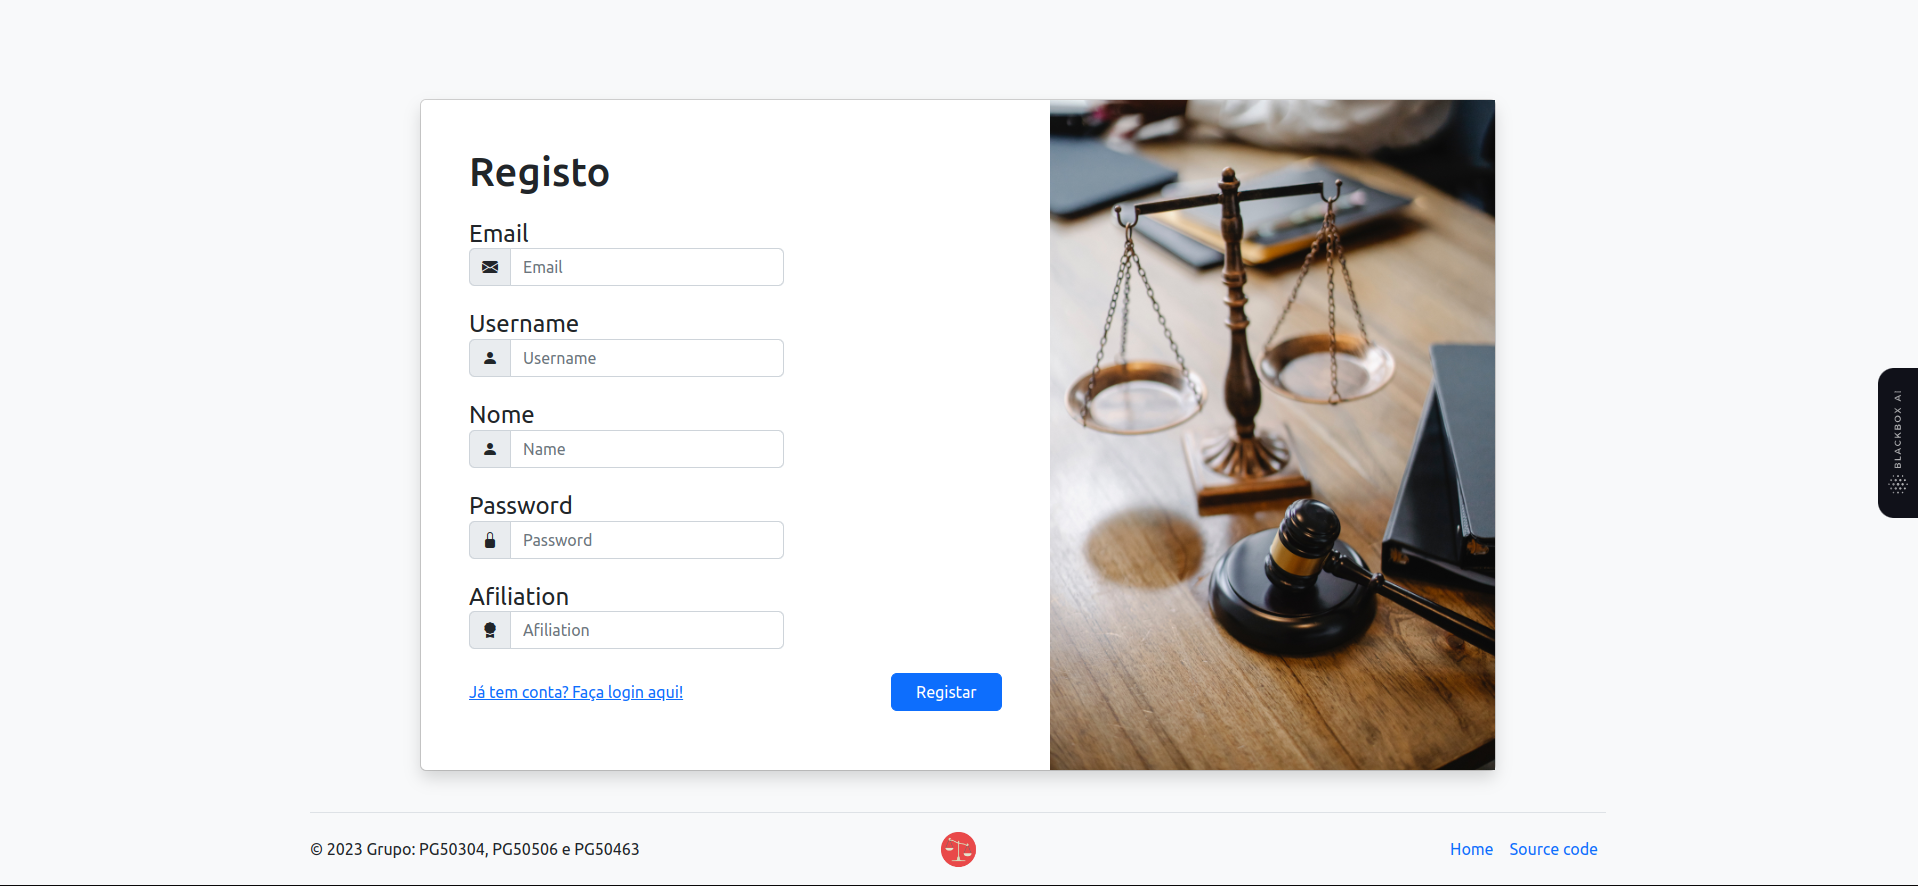 Registo
Email
Email
Username
Username
Nome
Name
Password
Password
Afiliation
Afiliation
Já tem conta? Faça login aqui!
Registar
BLACKBOX AI
© 2023 Grupo: PG50304, PG50506 e PG50463
Home
Source code